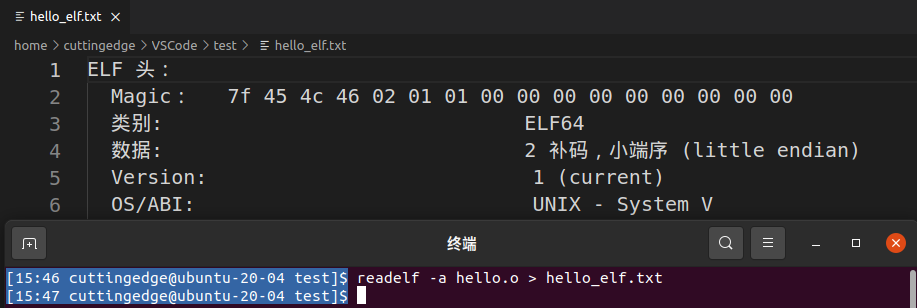 hello_elf.txt
home > cuttingedge > VSCode > test > hello_elf.txt
1 ELF 头：
2 Magic： 7f 45 4c 46 02 01 01 00 00 00 00 00 00 00 00 00
3 类别: ELF64
4 数据: 2 补码，小端序 (little endian)
5 Version: 1 (current)
6 OS/ABI: UNIX - System V
终端
[15:46 cuttingedge@ubuntu-20-04 test]$ readelf -a hello.o > hello_elf.txt
[15:47 cuttingedge@ubuntu-20-04 test]$